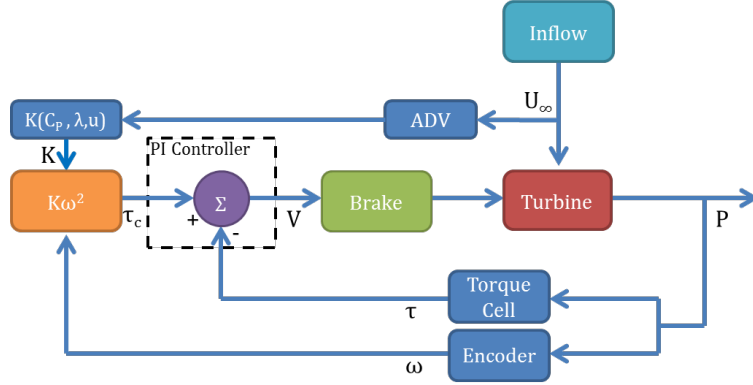 Inflow
U∞
K(Cₚ, λ,u)
ADV
K
PI Controller
Kω²
τc
+
Σ
-
V
Brake
Turbine
P
Torque
Cell
τ
Encoder
ω